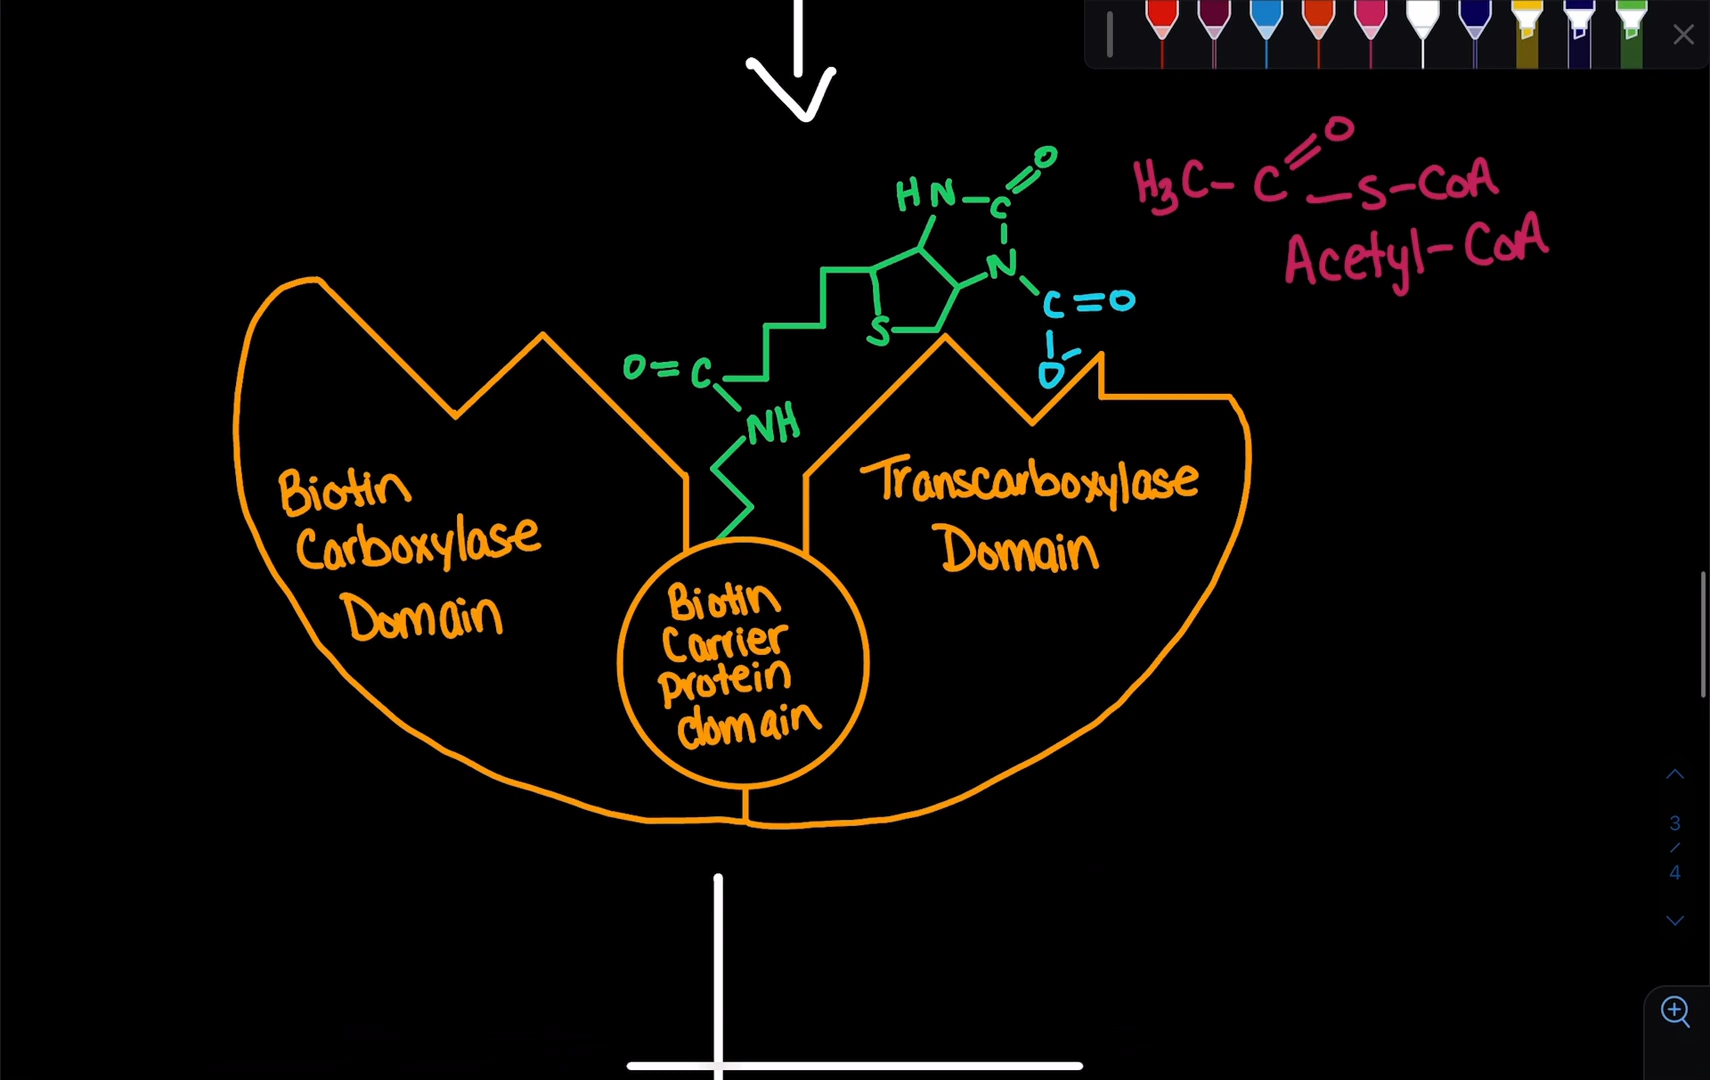 O
H₃C-C-S-CoA
Acetyl-CoA
O
HN-C
N
C=O
O⁻
S
O=C
NH
Biotin
Carboxylase
Domain
Transcarboxylase
Domain
Biotin
Carrier
protein
domain
3
/
4